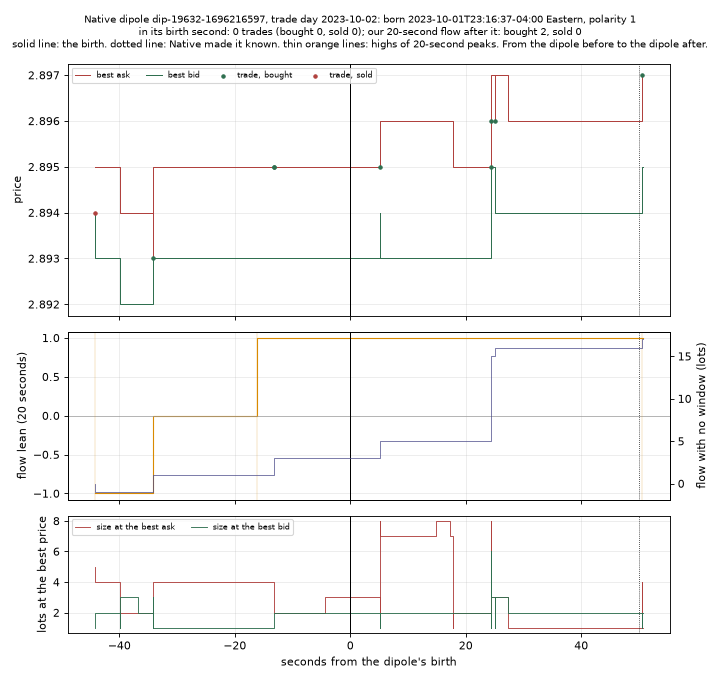 Native dipole dip-19632-1696216597, trade day 2023-10-02: born 2023-10-01T23:16:37-04:00 Eastern, polarity 1
in its birth second: 0 trades (bought 0, sold 0); our 20-second flow after it: bought 2, sold 0
solid line: the birth. dotted line: Native made it known. thin orange lines: highs of 20-second peaks. From the dipole before to the dipole after.
best ask
best bid
trade, bought
trade, sold
2.897
2.896
2.895
2.894
2.893
2.892
price
1.0
0.5
0.0
−0.5
−1.0
flow lean (20 seconds)
15
10
5
0
flow with no window (lots)
size at the best ask
size at the best bid
8
6
4
2
lots at the best price
−40
−20
0
20
40
seconds from the dipole's birth